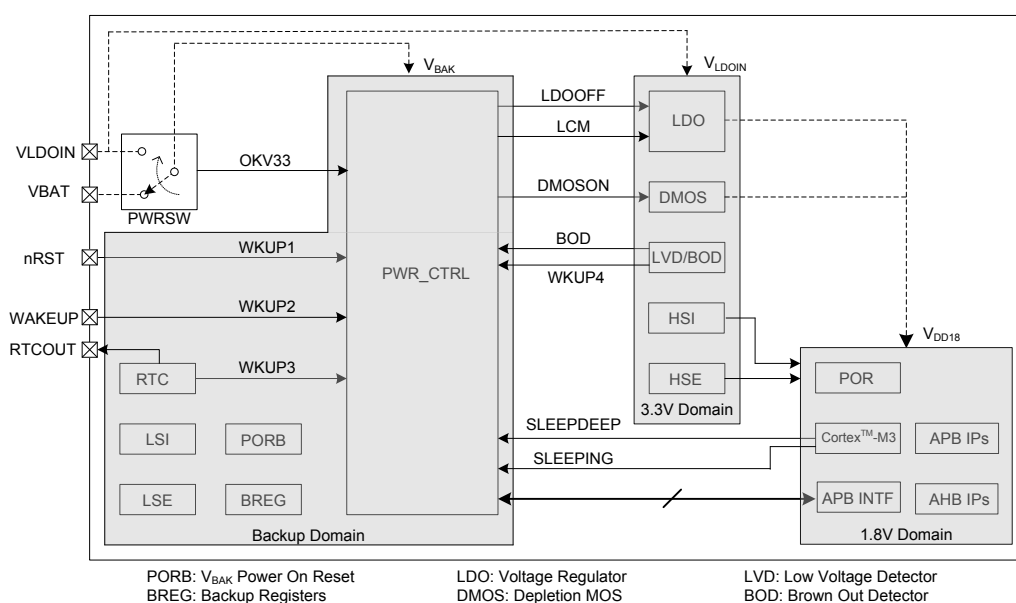 VBAK
VLDOIN
LDOOFF
LDO
LCM
VLDOIN
OKV33
VBAT
DMOSON
DMOS
PWRSW
BOD
nRST
WKUP1
LVD/BOD
PWR_CTRL
WKUP4
WAKEUP
WKUP2
HSI
VDD18
RTCOUT
RTC
WKUP3
HSE
POR
3.3V Domain
SLEEPDEEP
LSI
PORB
Cortex™-M3
APB IPs
SLEEPING
LSE
BREG
APB INTF
AHB IPs
Backup Domain
1.8V Domain
PORB: VBAK Power On Reset
LDO: Voltage Regulator
LVD: Low Voltage Detector
BREG: Backup Registers
DMOS: Depletion MOS
BOD: Brown Out Detector